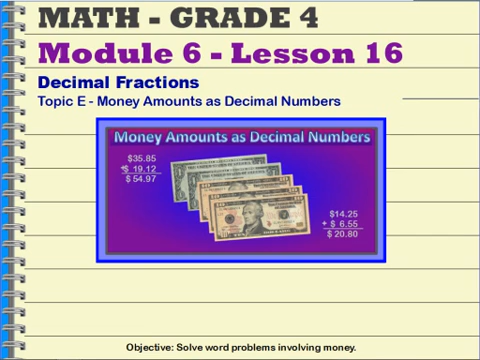 MATH - GRADE 4
Module 6 - Lesson 16
Decimal Fractions
Topic E - Money Amounts as Decimal Numbers
Money Amounts as Decimal Numbers
$35.85
+$ 19.12
$ 54.97
$14.25
+ $ 6.55
$ 20.80
Objective: Solve word problems involving money.